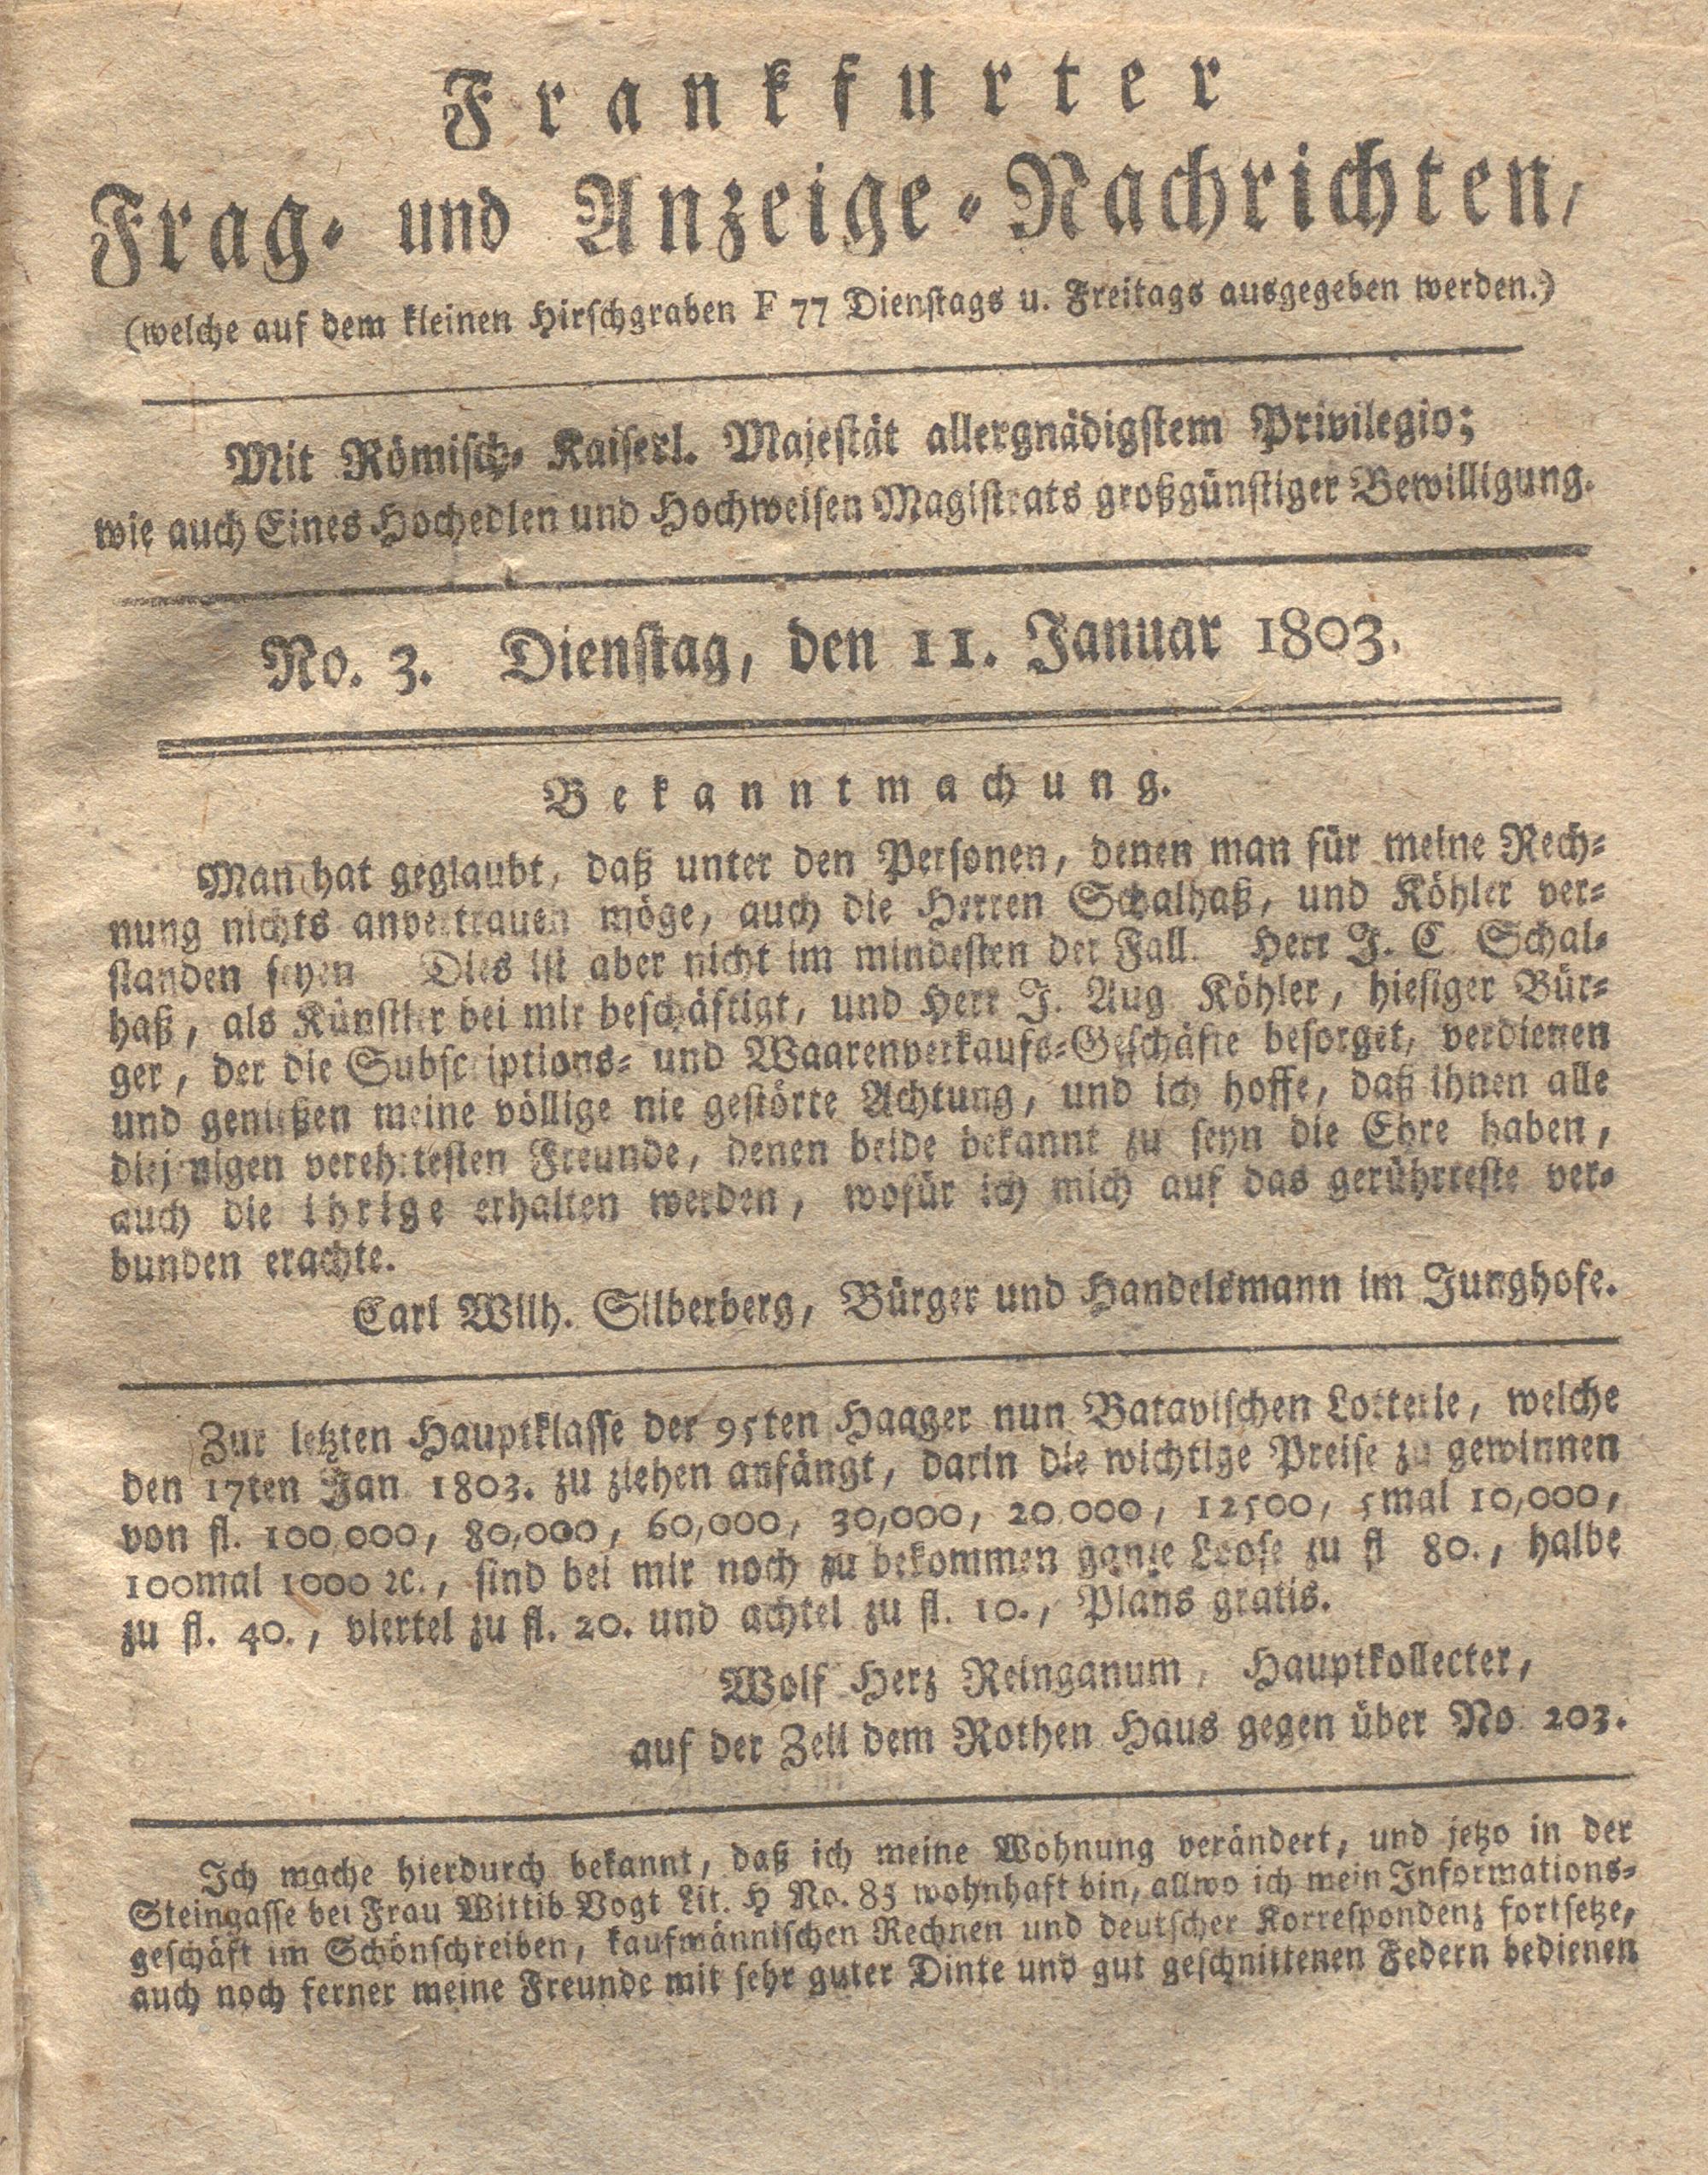 Frankfurter
Frag- und Anzeige-Nachrichten,
(welche auf dem kleinen Hirschgraben F 77 Dienstags u. Freitags ausgegeben werden.)
Mit Römisch- Kaiserl. Majestät allergnädigstem Privilegio;
wie auch Eines Hochedlen und Hochweisen Magistrats großgünstiger Bewilligung.
No. 3. Dienstag, den 11. Januar 1803.
Bekanntmachung.
Man hat geglaubt, daß unter den Personen, denen man für meine Rech-
nung nichts anvertrauen möge, auch die Herren Schalhaß, und Köhler ver-
standen seyen Dies ist aber nicht im mindesten der Fall. Herr J. C. Schal-
haß, als Künstler bei mir beschäftigt, und Herr J. Aug Köhler, hiesiger Bür-
ger, der die Subscriptions- und Waarenverkaufs-Geschäfte besorget, verdienen
und genießen meine völlige nie gestörte Achtung, und ich hoffe, daß ihnen alle
diejenigen verehrtesten Freunde, denen beide bekannt zu seyn die Ehre haben,
auch die ihrige erhalten werden, wofür ich mich auf das gerührteste ver-
bunden erachte.
Carl Wilh. Silberberg, Bürger und Handelsmann im Junghofe.
Zur letzten Hauptklasse der 95ten Haager nun Batavischen Lotterie, welche
den 17ten Jan 1803. zu ziehen anfängt, darin die wichtige Preise zu gewinnen
von fl. 100,000, 80,000, 60,000, 30,000, 20,000, 12500, 5mal 10,000,
100mal 1000 ꝛc., sind bei mir noch zu bekommen ganze Loose zu fl 80., halbe
zu fl. 40., viertel zu fl. 20. und achtel zu fl. 10., Plans gratis.
Wolf Herz Reinganum, Hauptkollecter,
auf der Zeil dem Rothen Haus gegen über No 203.
Ich mache hierdurch bekannt, daß ich meine Wohnung verändert, und jetzo in der
Steingasse bei Frau Wittib Vogt Lit. H No. 85 wohnhaft bin, allwo ich mein Informations-
geschäft im Schönschreiben, kaufmännischen Rechnen und deutscher Korrespondenz fortsetze,
auch noch ferner meine Freunde mit sehr guter Dinte und gut geschnittenen Federn bedienen